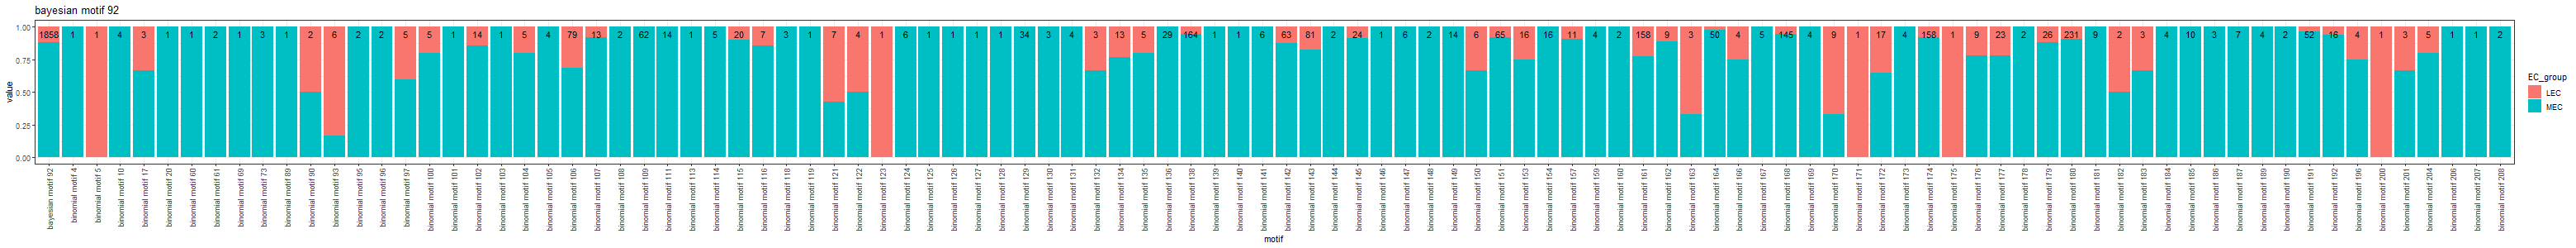 bayesian motif 92
1.00
0.75
0.50
0.25
0.00
value
1858 1 1 4 3 1 1 2 1 3 1 2 6 2 2 5 5 1 14 1 5 4 79 13 2 62 14 1 5 20 7 3 1 7 4 1 6 1 1 1 1 34 3 4 3 13 5 29 164 1 1 6 63 81 2 24 1 6 2 14 6 65 16 16 11 4 2 158 9 3 50 4 5 145 4 9 1 17 4 158 1 9 23 2 26 231 9 2 3 4 10 3 7 4 2 52 16 4 1 3 5 1 1 2
bayesian motif 92
binomial motif 4
binomial motif 5
binomial motif 10
binomial motif 17
binomial motif 20
binomial motif 60
binomial motif 61
binomial motif 69
binomial motif 73
binomial motif 89
binomial motif 90
binomial motif 93
binomial motif 95
binomial motif 96
binomial motif 97
binomial motif 100
binomial motif 101
binomial motif 102
binomial motif 103
binomial motif 104
binomial motif 105
binomial motif 106
binomial motif 107
binomial motif 108
binomial motif 109
binomial motif 111
binomial motif 113
binomial motif 114
binomial motif 115
binomial motif 116
binomial motif 118
binomial motif 119
binomial motif 121
binomial motif 122
binomial motif 123
binomial motif 124
binomial motif 125
binomial motif 126
binomial motif 127
binomial motif 128
binomial motif 129
binomial motif 130
binomial motif 131
binomial motif 132
binomial motif 134
binomial motif 135
binomial motif 136
binomial motif 138
binomial motif 139
binomial motif 140
binomial motif 141
binomial motif 142
binomial motif 143
binomial motif 144
binomial motif 145
binomial motif 146
binomial motif 147
binomial motif 148
binomial motif 149
binomial motif 150
binomial motif 151
binomial motif 153
binomial motif 154
binomial motif 157
binomial motif 159
binomial motif 160
binomial motif 161
binomial motif 162
binomial motif 163
binomial motif 164
binomial motif 166
binomial motif 167
binomial motif 168
binomial motif 169
binomial motif 170
binomial motif 171
binomial motif 172
binomial motif 173
binomial motif 174
binomial motif 175
binomial motif 176
binomial motif 177
binomial motif 178
binomial motif 179
binomial motif 180
binomial motif 181
binomial motif 182
binomial motif 183
binomial motif 184
binomial motif 185
binomial motif 186
binomial motif 187
binomial motif 189
binomial motif 190
binomial motif 191
binomial motif 192
binomial motif 196
binomial motif 200
binomial motif 201
binomial motif 204
binomial motif 206
binomial motif 207
binomial motif 208
motif
EC_group
LEC
MEC